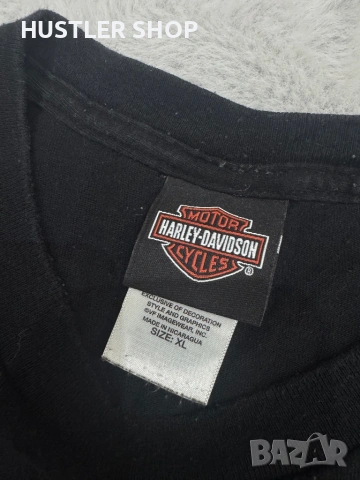 HUSTLER SHOP
MOTOR
HARLEY-DAVIDSON
®
CYCLES
EXCLUSIVE OF DECORATION
STYLE AND GRAPHICS
©VF IMAGEWEAR, INC.
MADE IN NICARAGUA
SIZE: XL
BAZAR